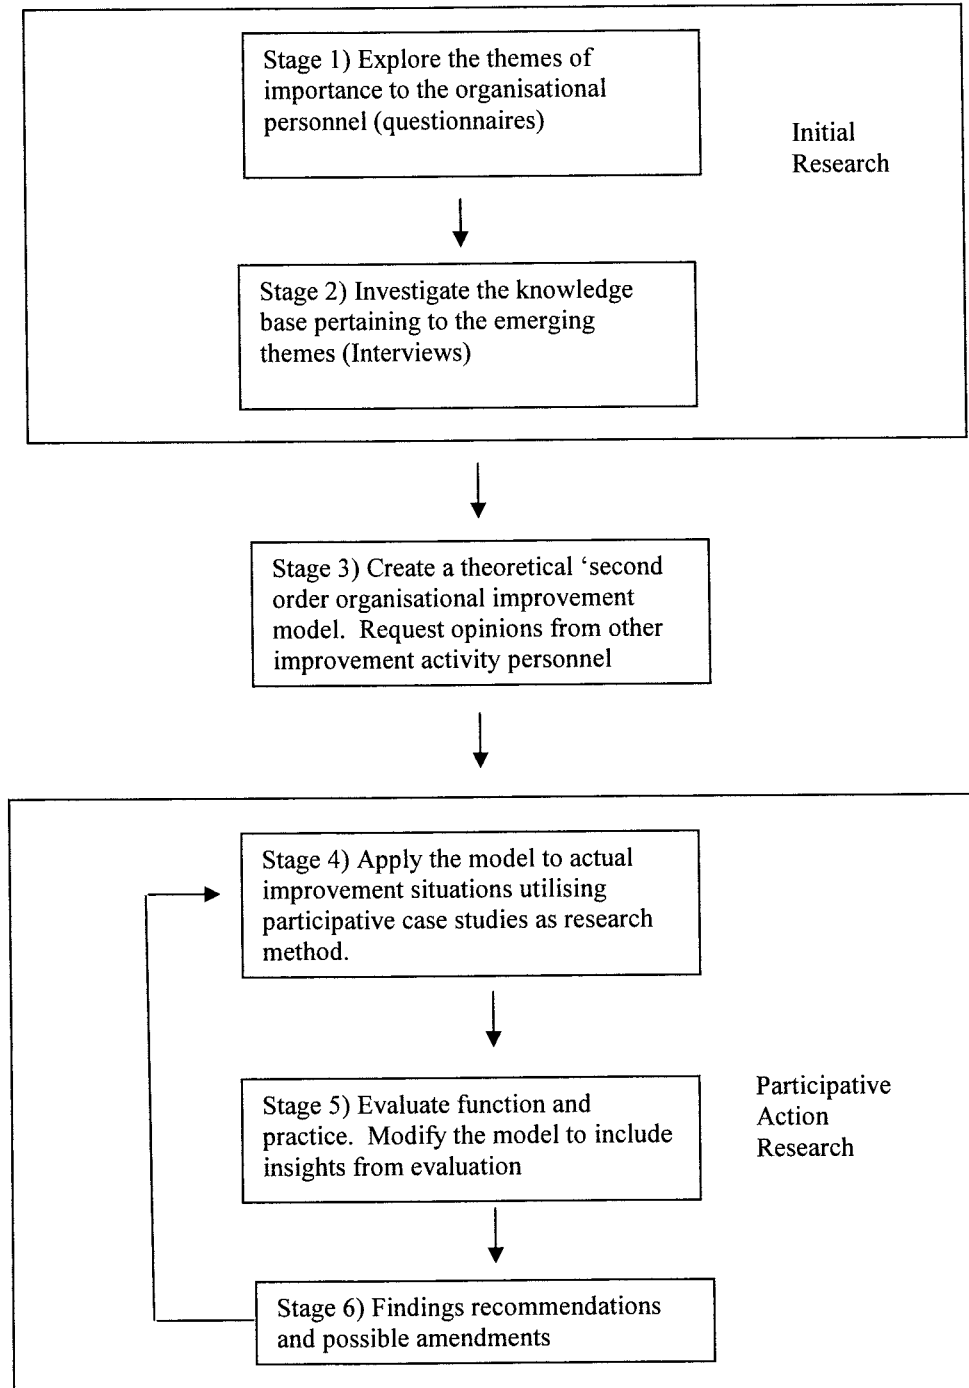 Stage 1) Explore the themes of
importance to the organisational
personnel (questionnaires)
Initial
Research
Stage 2) Investigate the knowledge
base pertaining to the emerging
themes (Interviews)
Stage 3) Create a theoretical ‘second
order organisational improvement
model.  Request opinions from other
improvement activity personnel
Stage 4) Apply the model to actual
improvement situations utilising
participative case studies as research
method.
Stage 5) Evaluate function and
practice.  Modify the model to include
insights from evaluation
Participative
Action
Research
Stage 6) Findings recommendations
and possible amendments